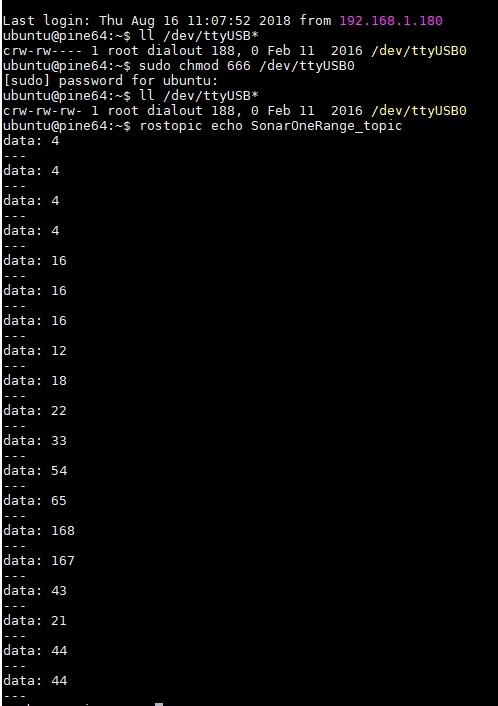 Last login: Thu Aug 16 11:07:52 2018 from 192.168.1.180
ubuntu@pine64:~$ ll /dev/ttyUSB*
crw-rw---- 1 root dialout 188, 0 Feb 11  2016 /dev/ttyUSB0
ubuntu@pine64:~$ sudo chmod 666 /dev/ttyUSB0
[sudo] password for ubuntu:
ubuntu@pine64:~$ ll /dev/ttyUSB*
crw-rw-rw- 1 root dialout 188, 0 Feb 11  2016 /dev/ttyUSB0
ubuntu@pine64:~$ rostopic echo SonarOneRange_topic
data: 4
---
data: 4
---
data: 4
---
data: 4
---
data: 16
---
data: 16
---
data: 16
---
data: 12
---
data: 18
---
data: 22
---
data: 33
---
data: 54
---
data: 65
---
data: 168
---
data: 167
---
data: 43
---
data: 21
---
data: 44
---
data: 44
---